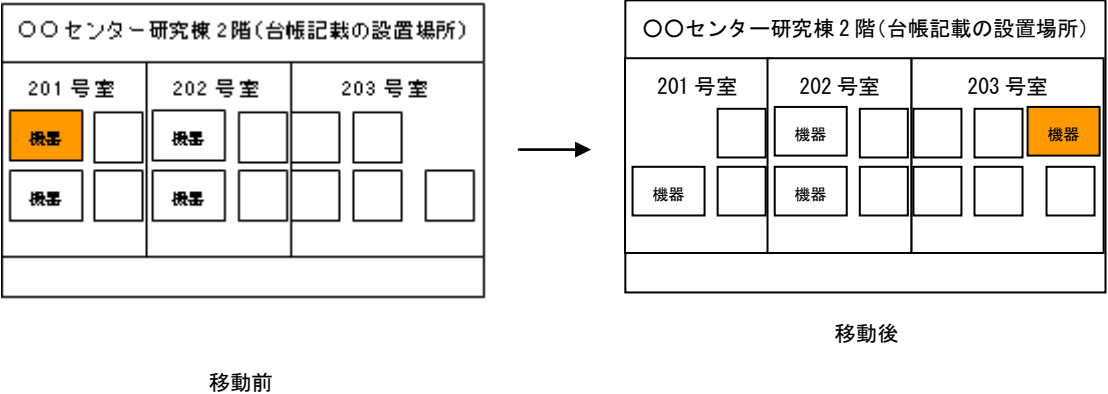 〇〇センター研究棟２階(台帳記載の設置場所)
201 号室 202 号室 203 号室
機器 機器
機器 機器
移動前
〇〇センター研究棟２階(台帳記載の設置場所)
201 号室 202 号室 203 号室
機器 機器
機器 機器
移動後